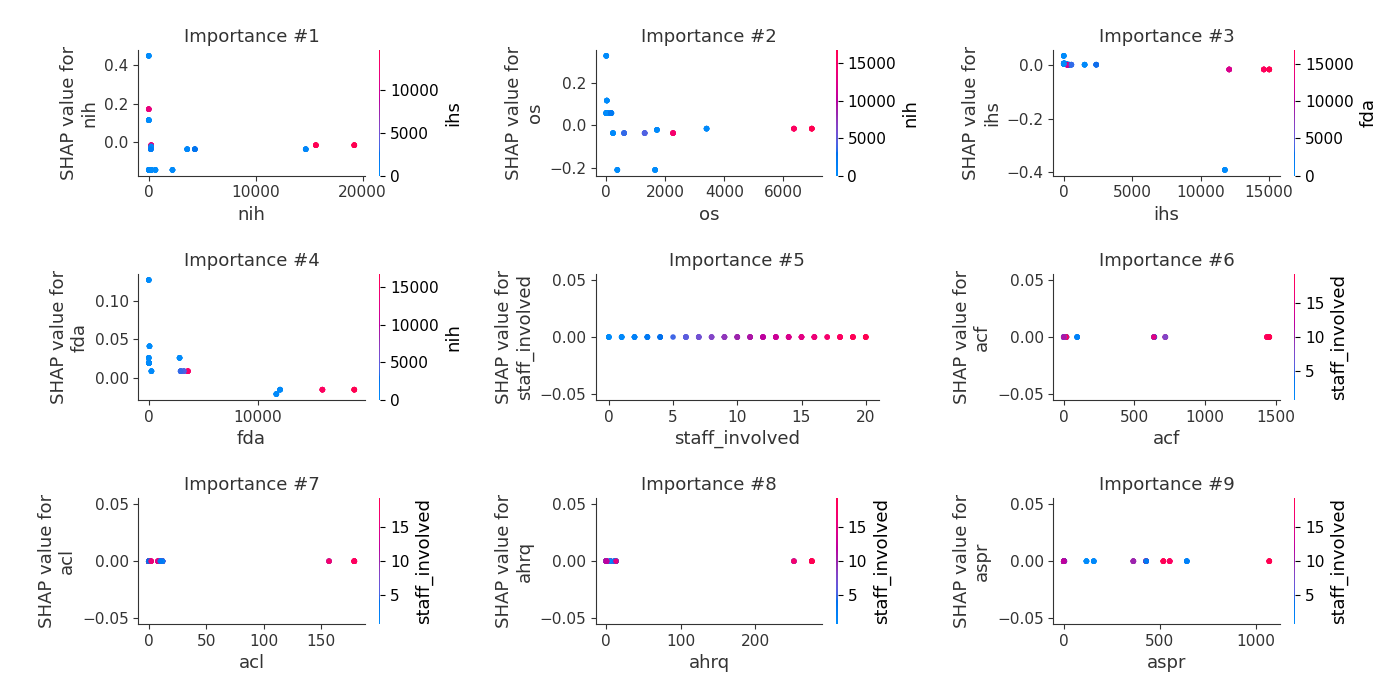 Importance #1
SHAP value for
nih
0.4
0.2
0.0
0
10000
20000
nih
10000
5000
0
ihs
Importance #2
SHAP value for
os
0.2
0.0
−0.2
0
2000
4000
6000
os
15000
10000
5000
0
nih
Importance #3
SHAP value for
ihs
0.0
−0.2
−0.4
0
5000
10000
15000
ihs
15000
10000
5000
0
fda
Importance #4
SHAP value for
fda
0.10
0.05
0.00
0
10000
fda
15000
10000
5000
0
nih
Importance #5
SHAP value for
staff_involved
0.05
0.00
−0.05
0
5
10
15
20
staff_involved
Importance #6
SHAP value for
acf
0.05
0.00
−0.05
0
500
1000
1500
acf
15
10
5
staff_involved
Importance #7
SHAP value for
acl
0.05
0.00
−0.05
0
50
100
150
acl
15
10
5
staff_involved
Importance #8
SHAP value for
ahrq
0.05
0.00
−0.05
0
100
200
ahrq
15
10
5
staff_involved
Importance #9
SHAP value for
aspr
0.05
0.00
−0.05
0
500
1000
aspr
15
10
5
staff_involved